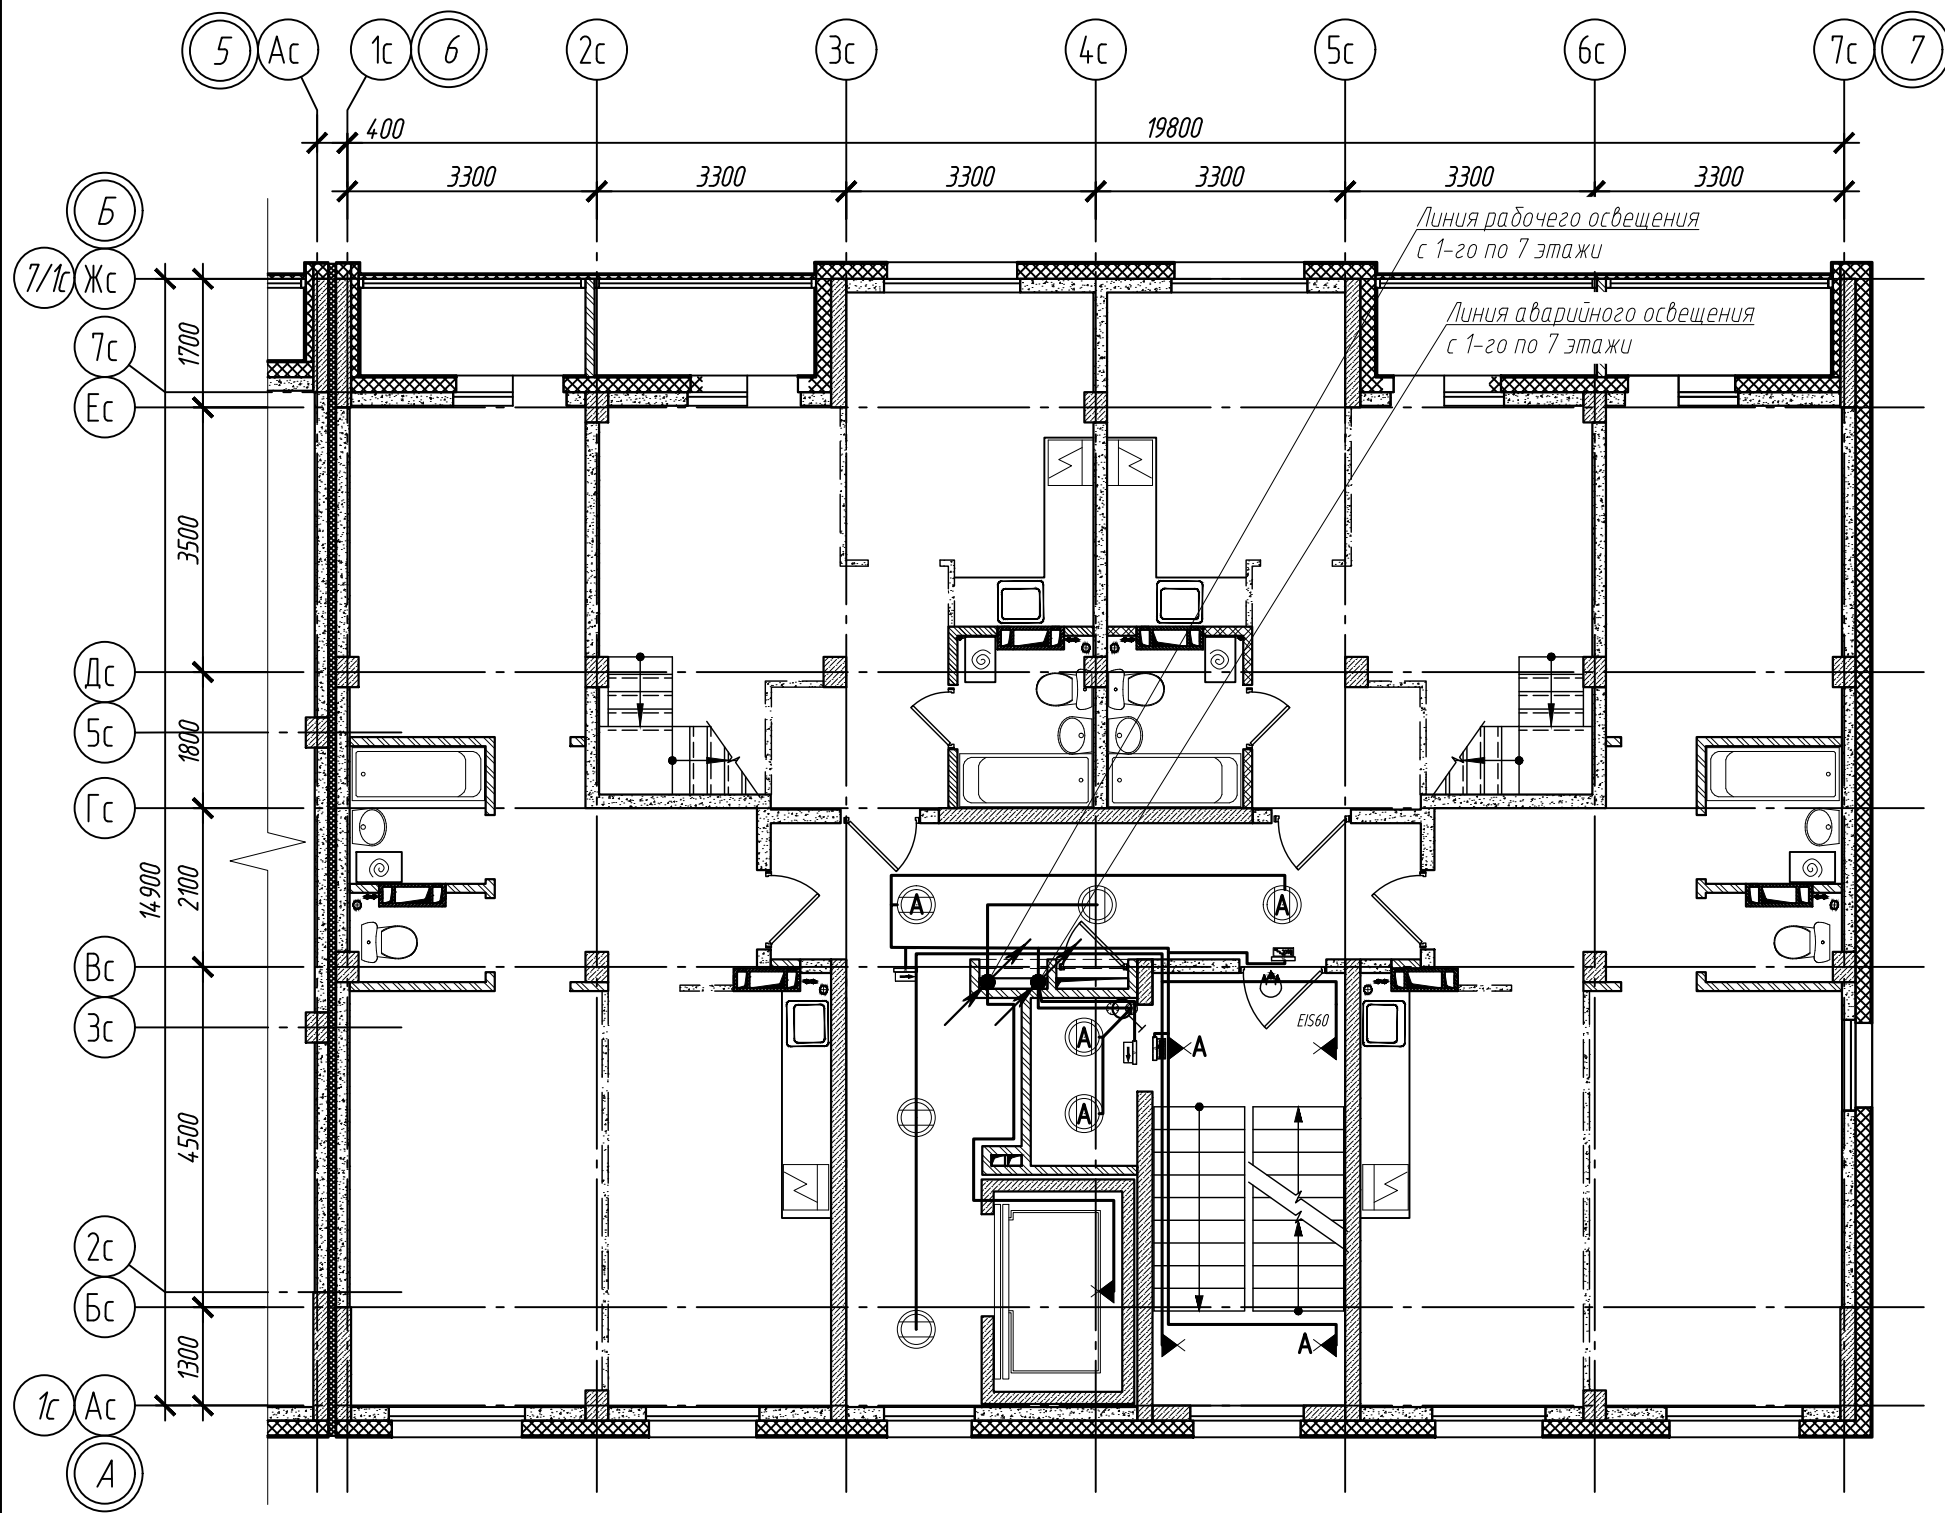 5
Ас
1с
6
2с
3с
4с
5с
6с
7с
7
400
19800
3300
3300
3300
3300
3300
3300
Линия рабочего освещения
с 1-го по 7 этажи
Линия аварийного освещения
с 1-го по 7 этажи
Б
7/1с
Жс
7с
Ес
Дс
5с
Гс
Вс
3с
2с
Бс
1с
Ас
А
1700
3500
1800
2100
4500
1300
14900
А
А
А
А
А
А
EIS60